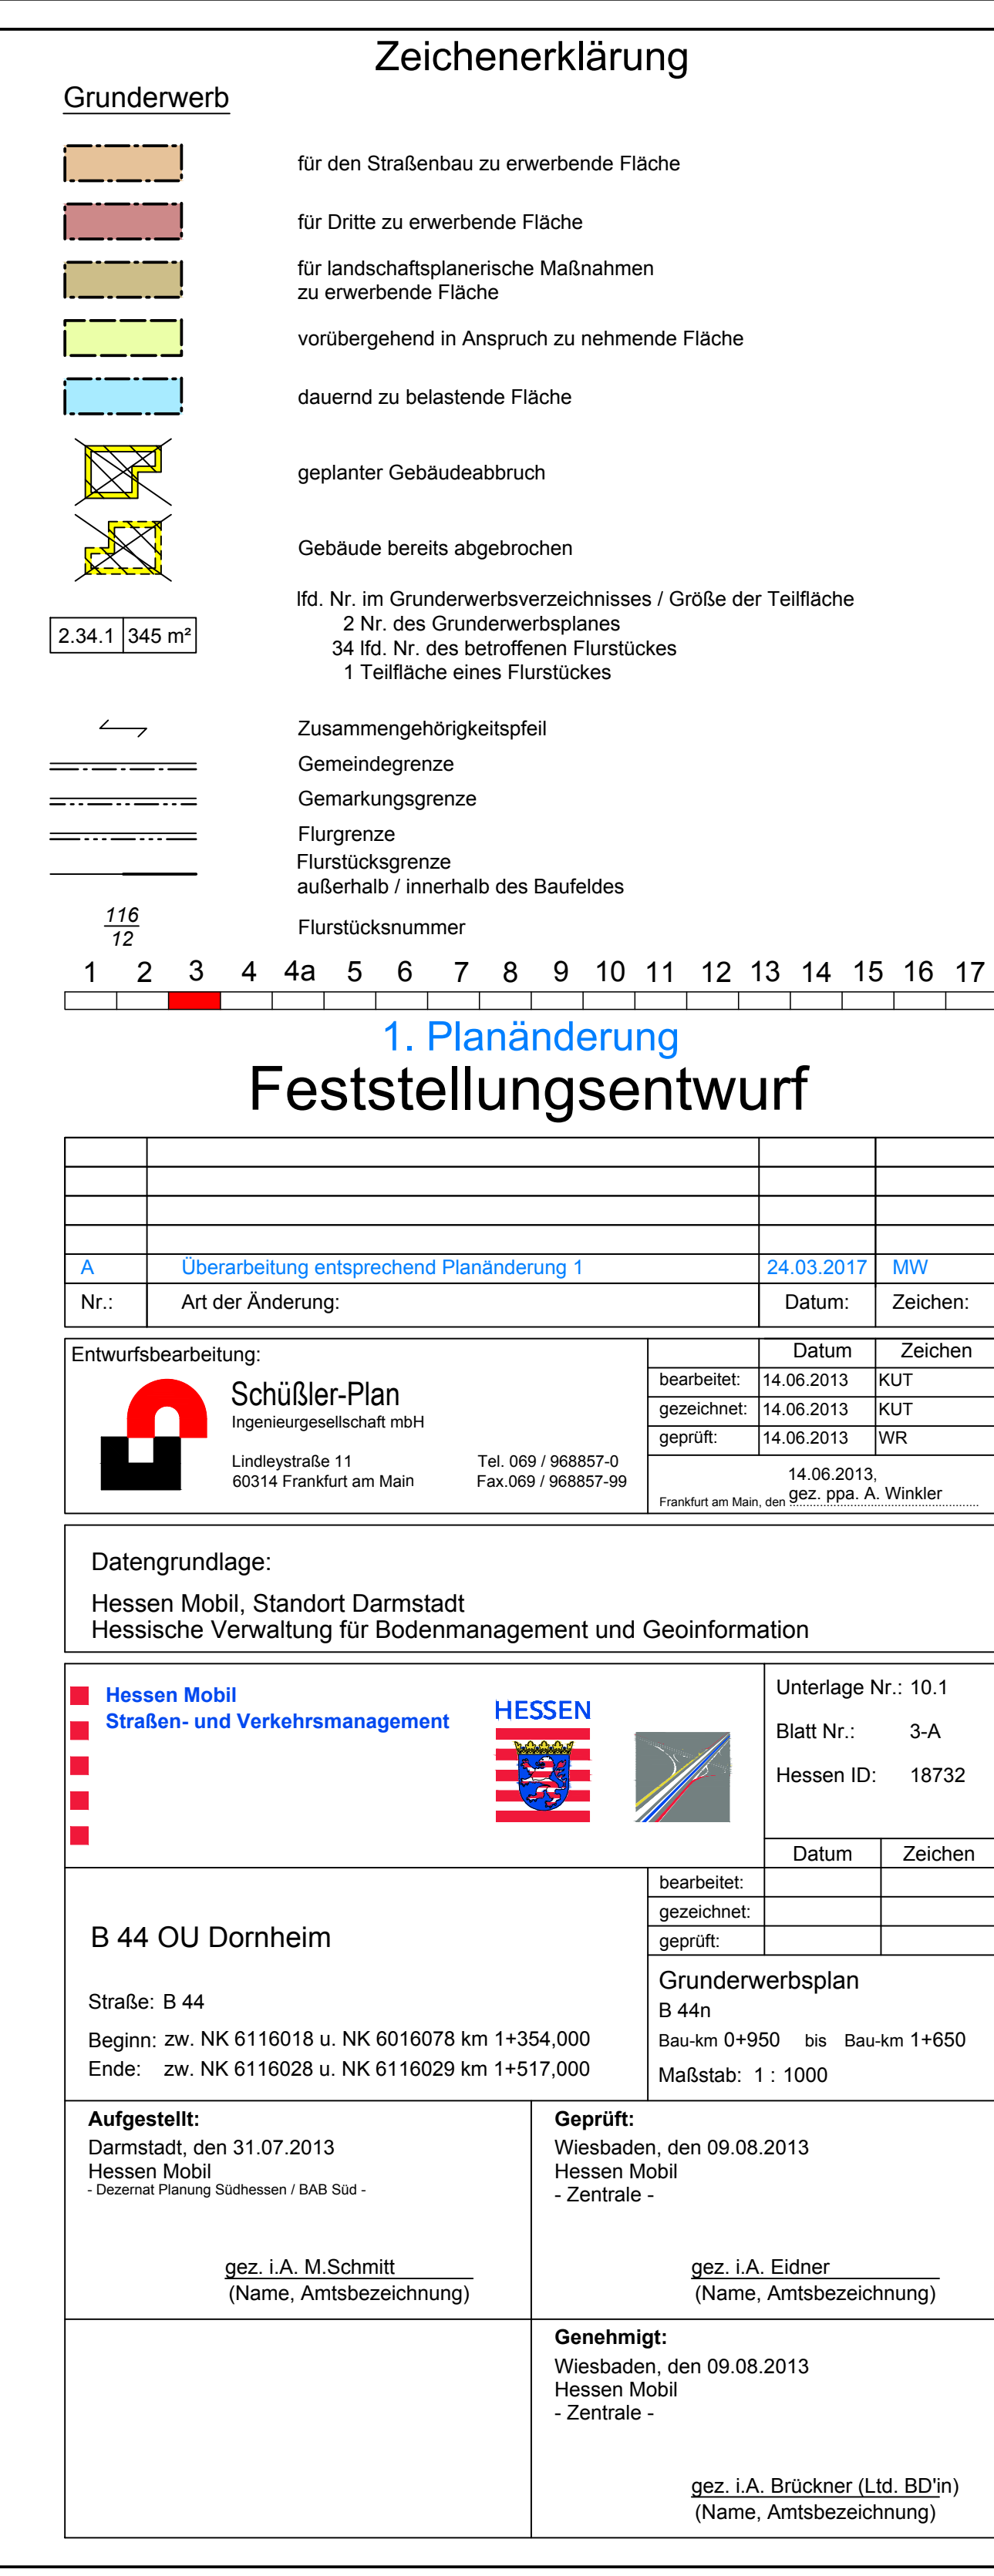 Zeichenerklärung
Grunderwerb
für den Straßenbau zu erwerbende Fläche
für Dritte zu erwerbende Fläche
für landschaftsplanerische Maßnahmen
zu erwerbende Fläche
vorübergehend in Anspruch zu nehmende Fläche
dauernd zu belastende Fläche
geplanter Gebäudeabbruch
Gebäude bereits abgebrochen
lfd. Nr. im Grunderwerbsverzeichnisses / Größe der Teilfläche
2 Nr. des Grunderwerbsplanes
2.34.1 345 m²
34 lfd. Nr. des betroffenen Flurstückes
1 Teilfläche eines Flurstückes
Zusammengehörigkeitspfeil
Gemeindegrenze
Gemarkungsgrenze
Flurgrenze
Flurstücksgrenze
außerhalb / innerhalb des Baufeldes
116
12
Flurstücksnummer
1 2 3 4 4a 5 6 7 8 9 10 11 12 13 14 15 16 17
1. Planänderung
Feststellungsentwurf
A Überarbeitung entsprechend Planänderung 1 24.03.2017 MW
Nr.: Art der Änderung: Datum: Zeichen:
Entwurfsbearbeitung:
Schüßler-Plan
Ingenieurgesellschaft mbH
Lindleystraße 11 Tel. 069 / 968857-0
60314 Frankfurt am Main Fax.069 / 968857-99
Datum Zeichen
bearbeitet: 14.06.2013 KUT
gezeichnet: 14.06.2013 KUT
geprüft: 14.06.2013 WR
14.06.2013,
Frankfurt am Main, den gez. ppa. A. Winkler
Datengrundlage:
Hessen Mobil, Standort Darmstadt
Hessische Verwaltung für Bodenmanagement und Geoinformation
Hessen Mobil
Straßen- und Verkehrsmanagement
HESSEN
Unterlage Nr.: 10.1
Blatt Nr.: 3-A
Hessen ID: 18732
Datum Zeichen
bearbeitet:
gezeichnet:
geprüft:
B 44 OU Dornheim
Straße: B 44
Beginn: zw. NK 6116018 u. NK 6016078 km 1+354,000
Ende: zw. NK 6116028 u. NK 6116029 km 1+517,000
Grunderwerbsplan
B 44n
Bau-km 0+950 bis Bau-km 1+650
Maßstab: 1 : 1000
Aufgestellt:
Darmstadt, den 31.07.2013
Hessen Mobil
- Dezernat Planung Südhessen / BAB Süd -
gez. i.A. M.Schmitt
(Name, Amtsbezeichnung)
Geprüft:
Wiesbaden, den 09.08.2013
Hessen Mobil
- Zentrale -
gez. i.A. Eidner
(Name, Amtsbezeichnung)
Genehmigt:
Wiesbaden, den 09.08.2013
Hessen Mobil
- Zentrale -
gez. i.A. Brückner (Ltd. BD'in)
(Name, Amtsbezeichnung)